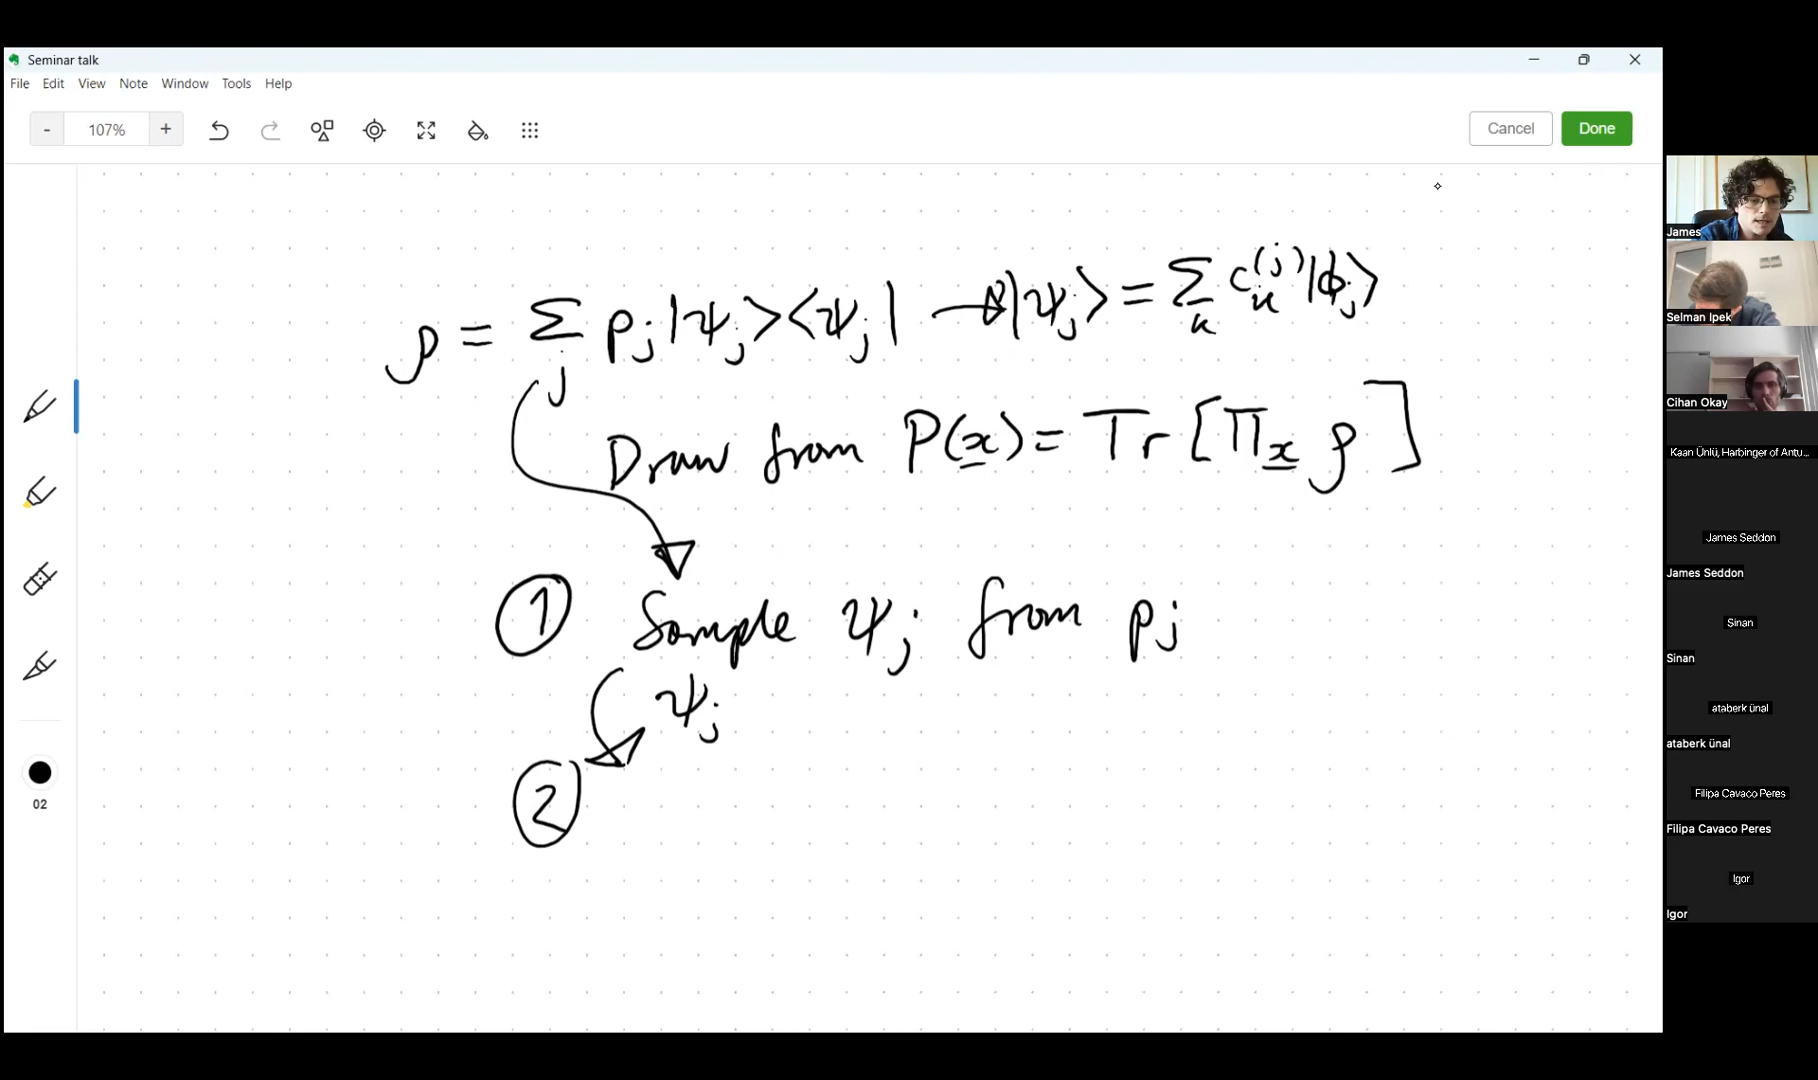 Seminar talk
File Edit View Note Window Tools Help
- 107% + Cancel Done
ρ = ∑_j p_j |ψ_j><ψ_j| → |ψ_j> = ∑_k c_k^(j) |ϕ_j>
Draw from P(x) = Tr [Π_x ρ]
1 Sample ψ_j from p_j
ψ_j
2
02
James
Selman Ipek
Cihan Okay
Kaan Ünlü, Harbinger of Antu...
James Seddon
James Seddon
Sinan
Sinan
ataberk ünal
ataberk ünal
Filipa Cavaco Peres
Filipa Cavaco Peres
Igor
Igor